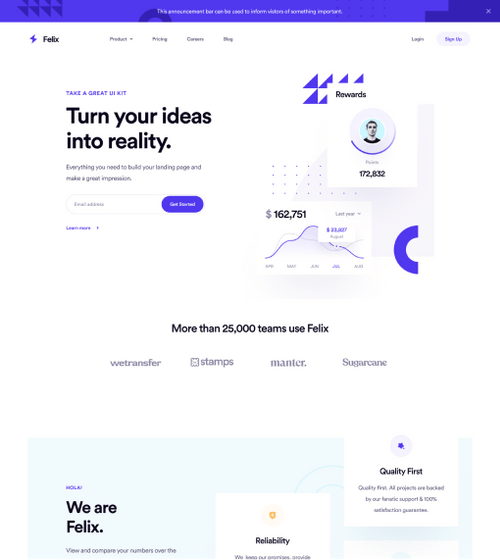 This announcement bar can be used to inform visitors of something important.
Felix
Product
Pricing
Careers
Blog
Login
Sign Up
TAKE A GREAT UI KIT
Turn your ideas
into reality.
Everything you need to build your landing page and
make a great impression.
Email address
Get Started
Learn more
Rewards
Points
172,832
$ 162,751
Last year
$ 23,827
August
APR MAY JUN JUL AUG
More than 25,000 teams use Felix
wetransfer
stamps
manter.
Sugarcane
HOLA!
We are
Felix.
View and compare your numbers over the
Reliability
We keep our promises, provide
Quality First
Quality first. All projects are backed
by our fanatic support & 100%
satisfaction guarantee.